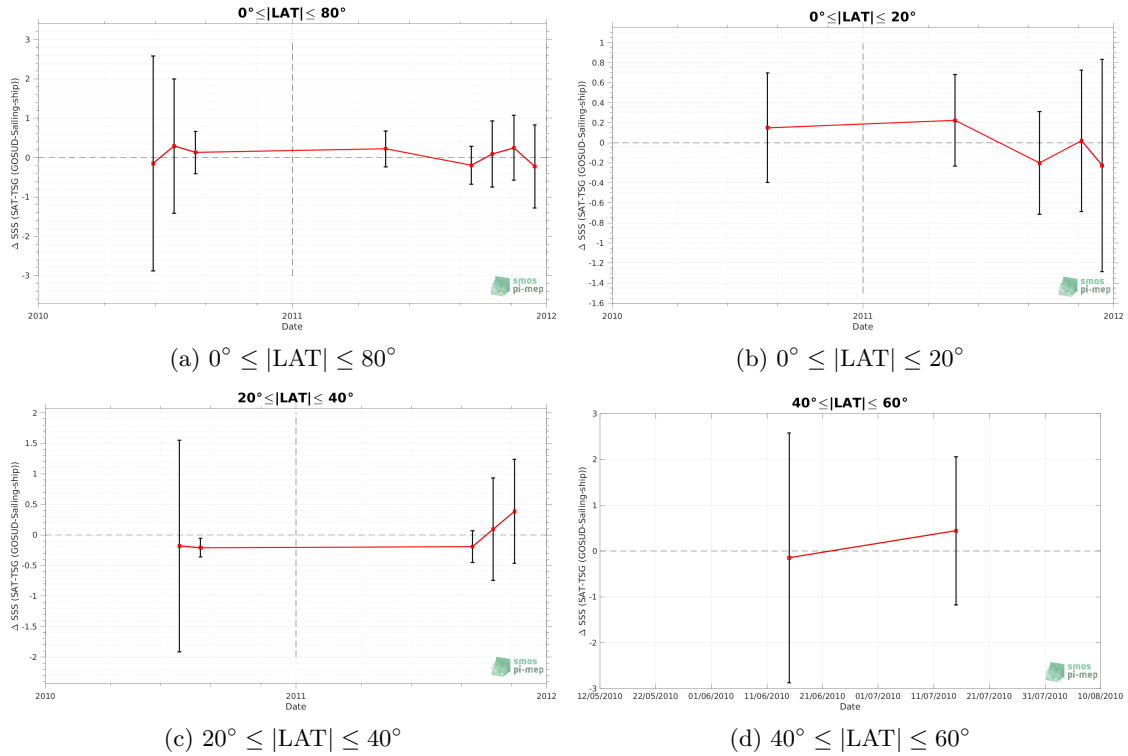 0°≤|LAT|≤ 80°
3
2
1
0
-1
-2
-3
Δ SSS (SAT-TSG (GOSUD-Sailing-ship))
2010
2011
2012
Date
smos
pi-mep
(a) 0° ≤ |LAT| ≤ 80°
0°≤|LAT|≤ 20°
1
0.8
0.6
0.4
0.2
0
-0.2
-0.4
-0.6
-0.8
-1
-1.2
-1.4
-1.6
Δ SSS (SAT-TSG (GOSUD-Sailing-ship))
2010
2011
2012
Date
smos
pi-mep
(b) 0° ≤ |LAT| ≤ 20°
20°≤|LAT|≤ 40°
2
1.5
1
0.5
0
-0.5
-1
-1.5
-2
Δ SSS (SAT-TSG (GOSUD-Sailing-ship))
2010
2011
2012
Date
smos
pi-mep
(c) 20° ≤ |LAT| ≤ 40°
40°≤|LAT|≤ 60°
3
2
1
0
-1
-2
-3
Δ SSS (SAT-TSG (GOSUD-Sailing-ship))
12/05/2010 22/05/2010 01/06/2010 11/06/2010 21/06/2010 01/07/2010 11/07/2010 21/07/2010 31/07/2010 10/08/2010
Date
smos
pi-mep
(d) 40° ≤ |LAT| ≤ 60°